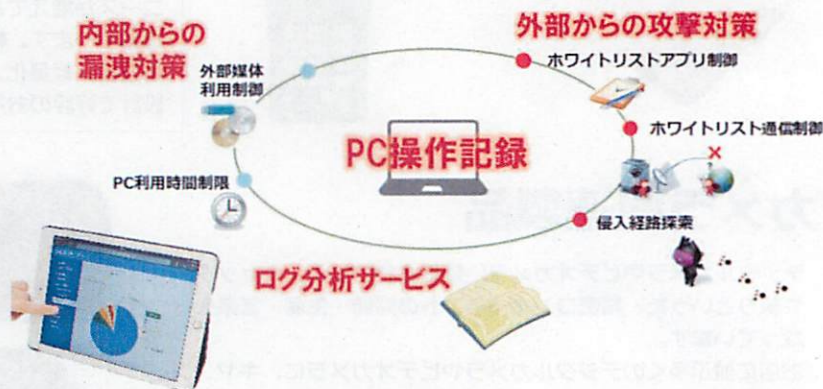 内部からの
漏洩対策
外部からの攻撃対策
外部媒体
利用制御
ホワイトリストアプリ制御
ホワイトリスト通信制御
PC操作記録
PC利用時間制限
侵入経路探索
ログ分析サービス